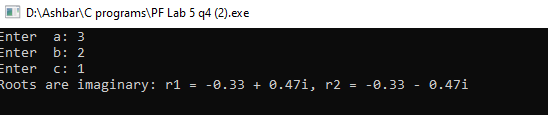 D:\Ashbar\C programs\PF Lab 5 q4 (2).exe
Enter  a: 3
Enter  b: 2
Enter  c: 1
Roots are imaginary: r1 = -0.33 + 0.47i, r2 = -0.33 - 0.47i